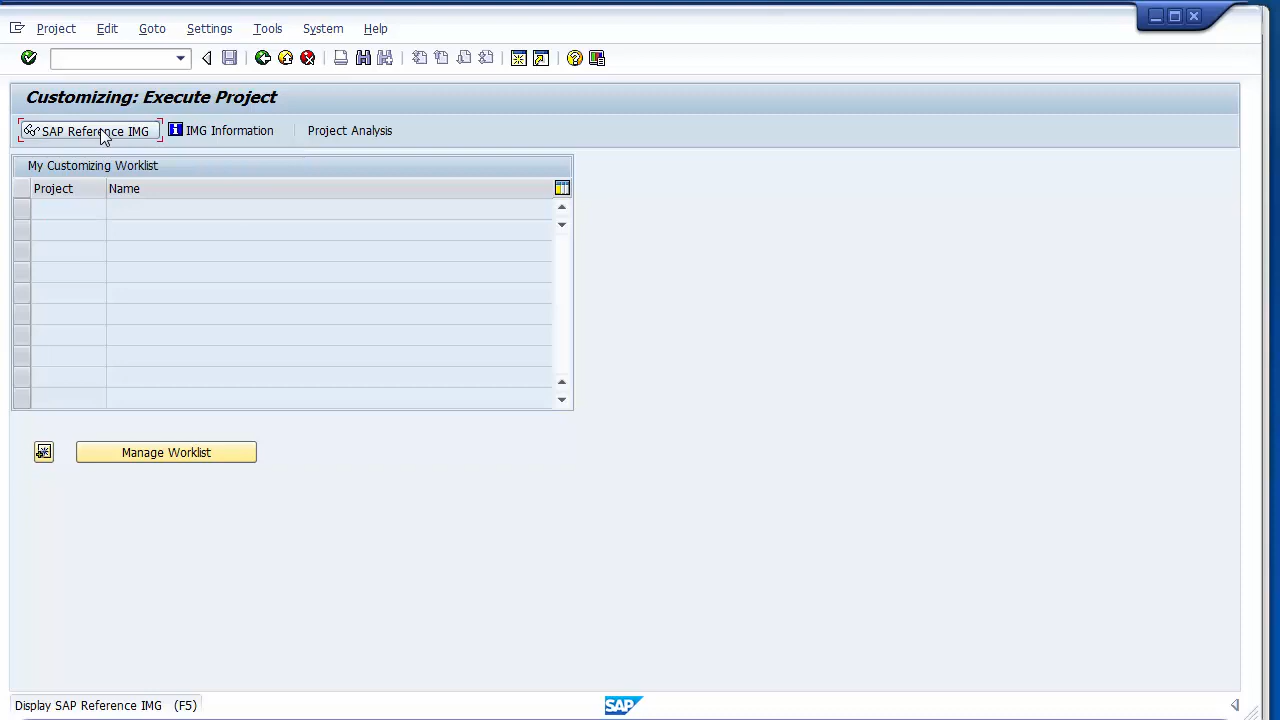 Project Edit Goto Settings Tools System Help
Customizing: Execute Project
SAP Reference IMG IMG Information Project Analysis
My Customizing Worklist
Project Name
Manage Worklist
Display SAP Reference IMG (F5) SAP